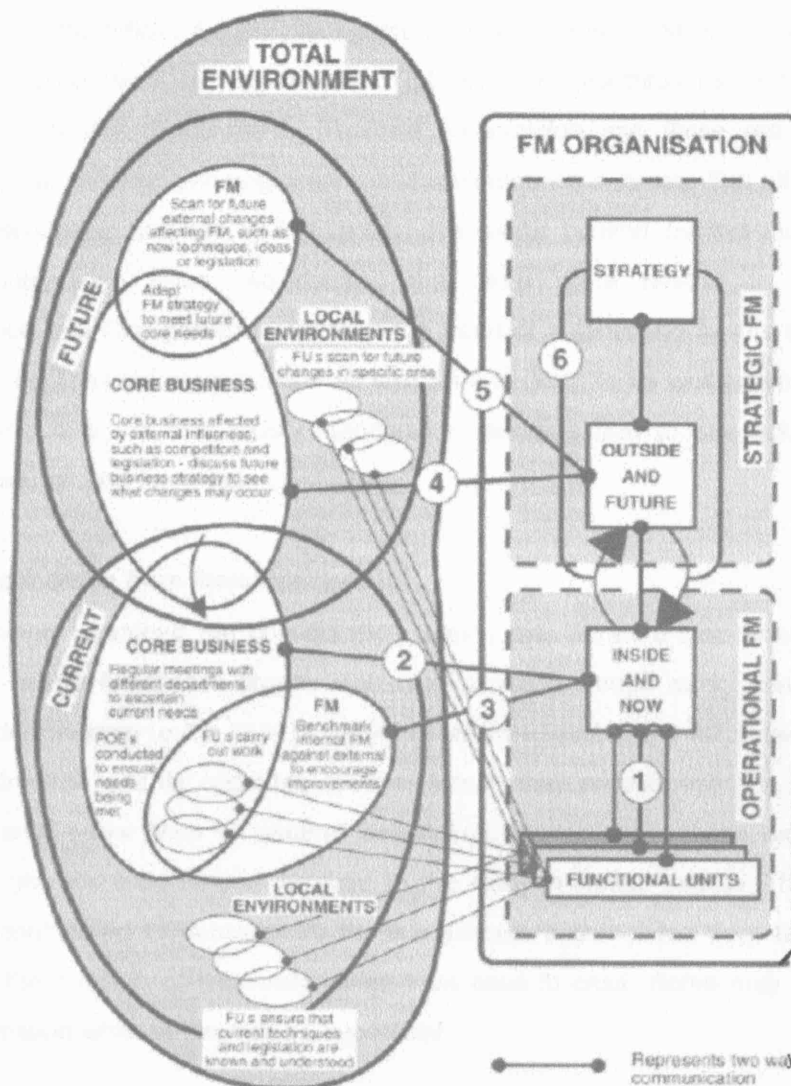 TOTAL
ENVIRONMENT
FM
Scan for future
external changes
affecting FM, such as
new techniques, ideas
or legislation
Adapt
FM strategy
to meet future
core needs
FUTURE
LOCAL
ENVIRONMENTS
FU's scan for future
changes in specific area
CORE BUSINESS
Core business affected
by external influences,
such as competitors and
legislation - discuss future
business strategy to see
what changes may occur
CURRENT
CORE BUSINESS
Regular meetings with
different departments
to ascertain
current needs
POE's
conducted
to ensure
needs
being
met
FU's carry
out work
FM
Benchmark
internal FM
against external
to encourage
improvements
LOCAL
ENVIRONMENTS
FU's ensure that
current techniques
and legislation are
known and understood
5
4
2
3
FM ORGANISATION
STRATEGY
6
OUTSIDE
AND
FUTURE
STRATEGIC FM
INSIDE
AND
NOW
1
FUNCTIONAL UNITS
OPERATIONAL FM
Represents two way
communication